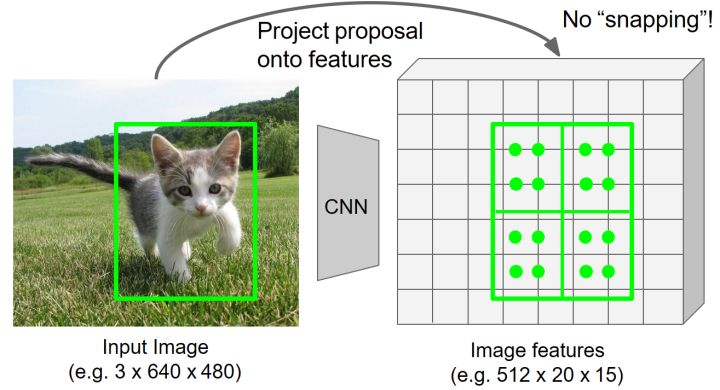 No “snapping”!
Project proposal
onto features
CNN
Input Image
(e.g. 3 x 640 x 480)
Image features
(e.g. 512 x 20 x 15)